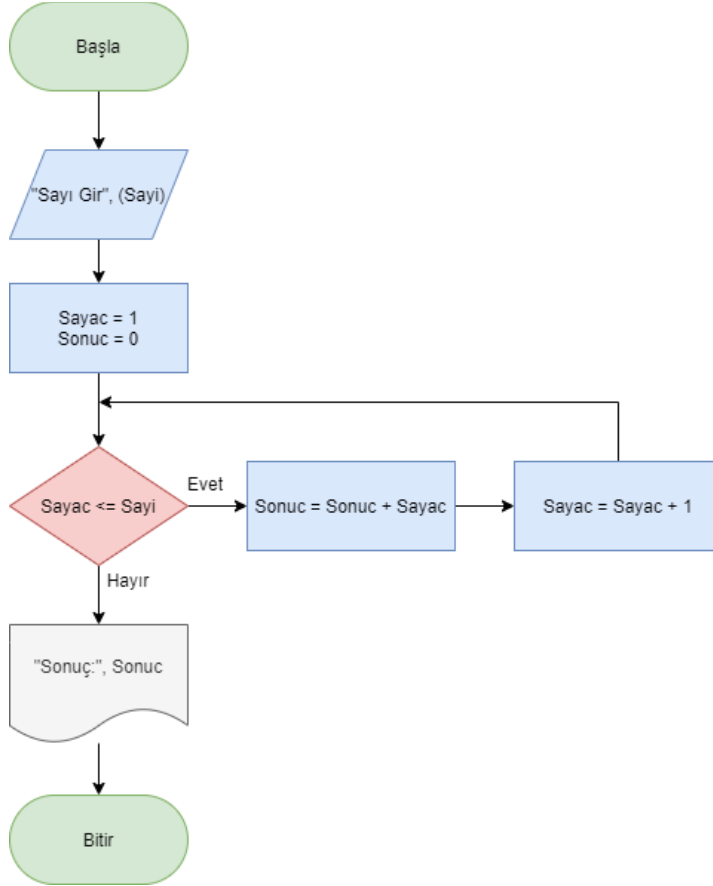 Başla
"Sayı Gir", (Sayi)
Sayac = 1
Sonuc = 0
Sayac <= Sayi
Evet
Sonuc = Sonuc + Sayac
Sayac = Sayac + 1
Hayır
"Sonuç:", Sonuc
Bitir